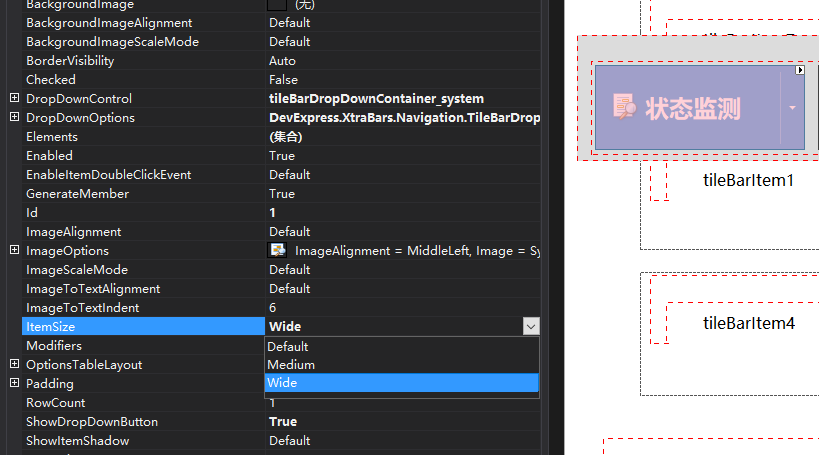 BackgroundImage (无)
BackgroundImageAlignment Default
BackgroundImageScaleMode Default
BorderVisibility Auto
Checked False
DropDownControl tileBarDropDownContainer_system
DropDownOptions DevExpress.XtraBars.Navigation.TileBarDrop
Elements (集合)
Enabled True
EnableItemDoubleClickEvent Default
GenerateMember True
Id 1
ImageAlignment Default
ImageOptions ImageAlignment = MiddleLeft, Image = Sy
ImageScaleMode Default
ImageToTextAlignment Default
ImageToTextIndent 6
ItemSize Wide
Modifiers Default
OptionsTableLayout Medium
Padding Wide
RowCount 1
ShowDropDownButton True
ShowItemShadow Default
状态监测
tileBarItem1
tileBarItem4